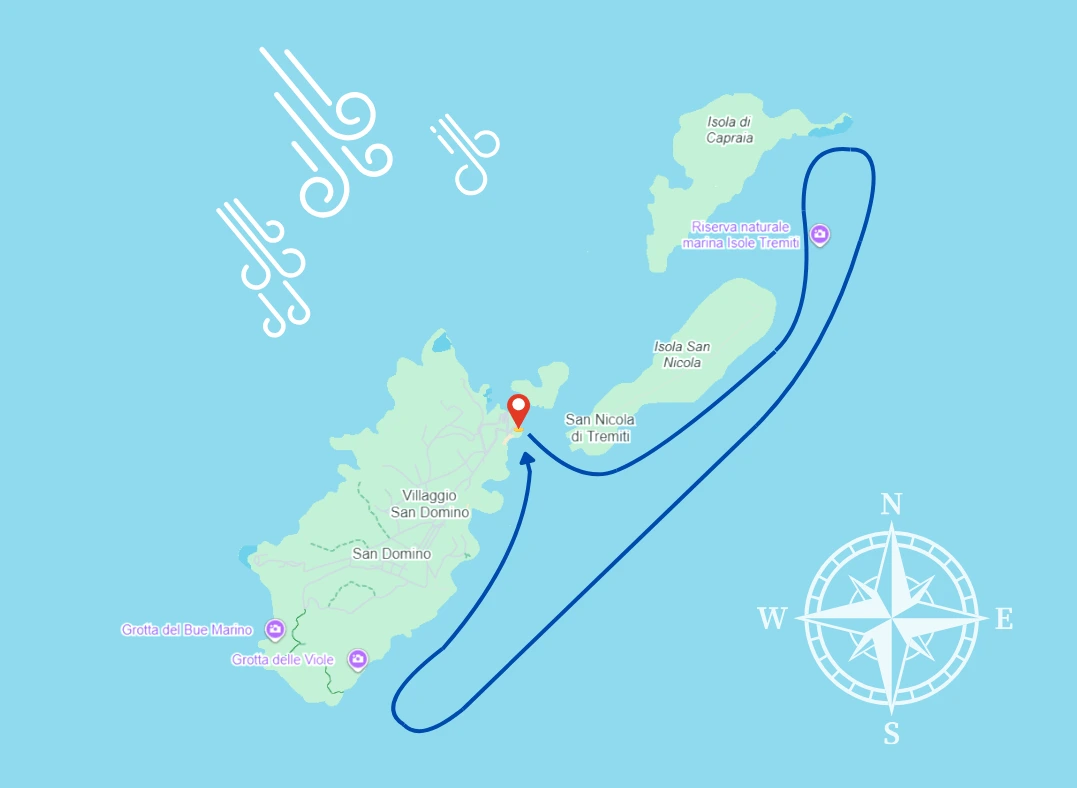 Isola di
Capraia
Riserva naturale
marina Isole Tremiti
Isola San
Nicola
San Nicola
di Tremiti
Villaggio
San Domino
San Domino
Grotta del Bue Marino
Grotta delle Viole
N
W
E
S